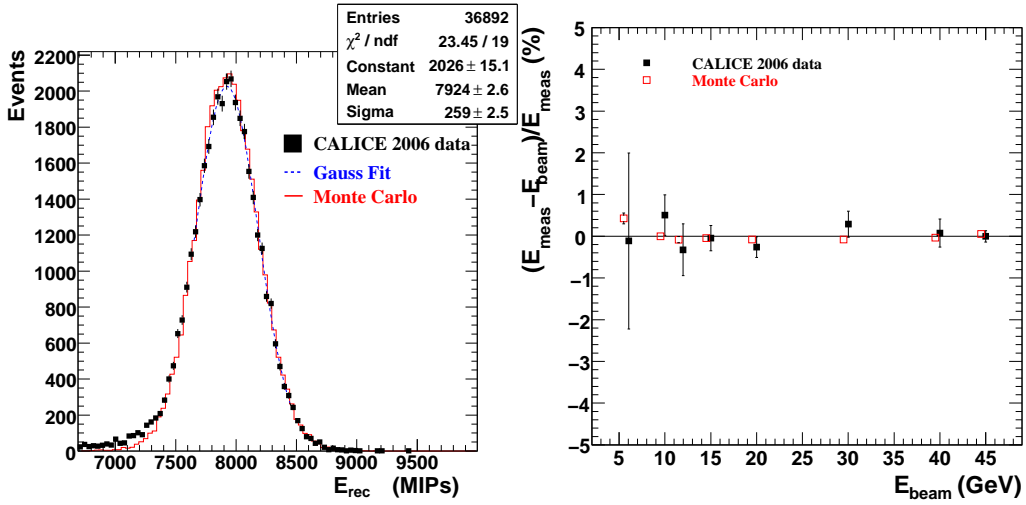 Entries 36892
χ² / ndf 23.45 / 19
Constant 2026 ± 15.1
Mean 7924 ± 2.6
Sigma 259 ± 2.5
Events
2200
2000
1800
1600
1400
1200
1000
800
600
400
200
0
CALICE 2006 data
Gauss Fit
Monte Carlo
7000 7500 8000 8500 9000 9500
E_rec (MIPs)
(E_meas−E_beam)/E_meas (%)
5
4
3
2
1
0
−1
−2
−3
−4
−5
CALICE 2006 data
Monte Carlo
5 10 15 20 25 30 35 40 45
E_beam (GeV)